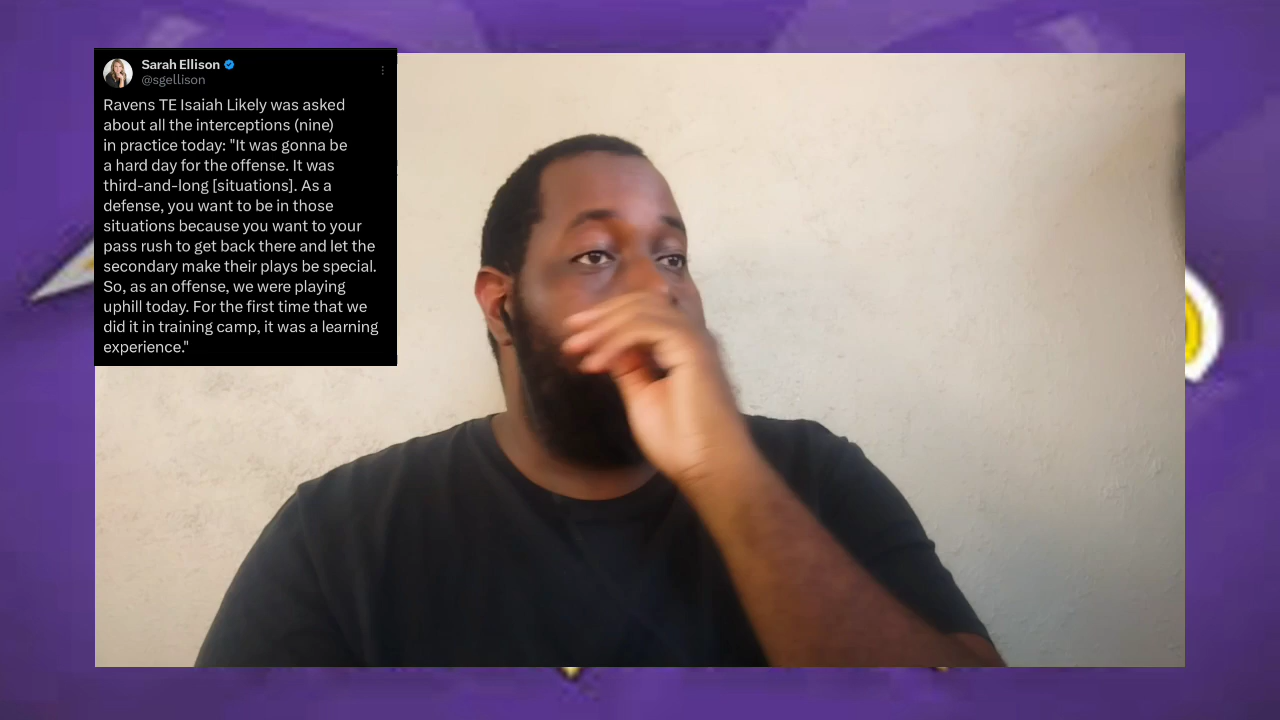 Sarah Ellison
@sgellison
Ravens TE Isaiah Likely was asked
about all the interceptions (nine)
in practice today: "It was gonna be
a hard day for the offense. It was
third-and-long [situations]. As a
defense, you want to be in those
situations because you want to your
pass rush to get back there and let the
secondary make their plays be special.
So, as an offense, we were playing
uphill today. For the first time that we
did it in training camp, it was a learning
experience."